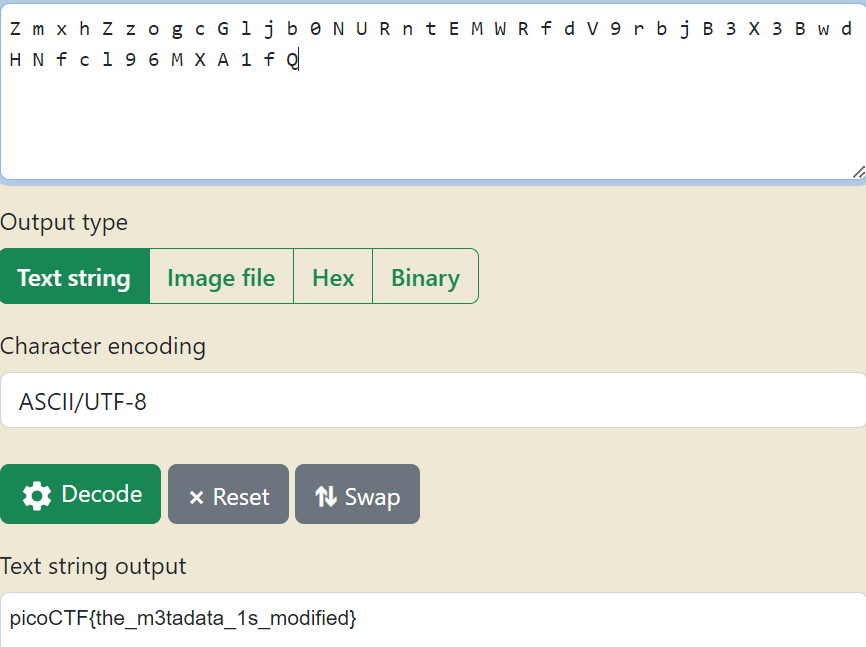 Z m x h Z z o g c G l j b 0 N U R n t E M W R f d V 9 r b j B 3 X 3 B w d
H N f c l 9 6 M X A 1 f Q
Output type
Text string Image file Hex Binary
Character encoding
ASCII/UTF-8
Decode × Reset Swap
Text string output
picoCTF{the_m3tadata_1s_modified}